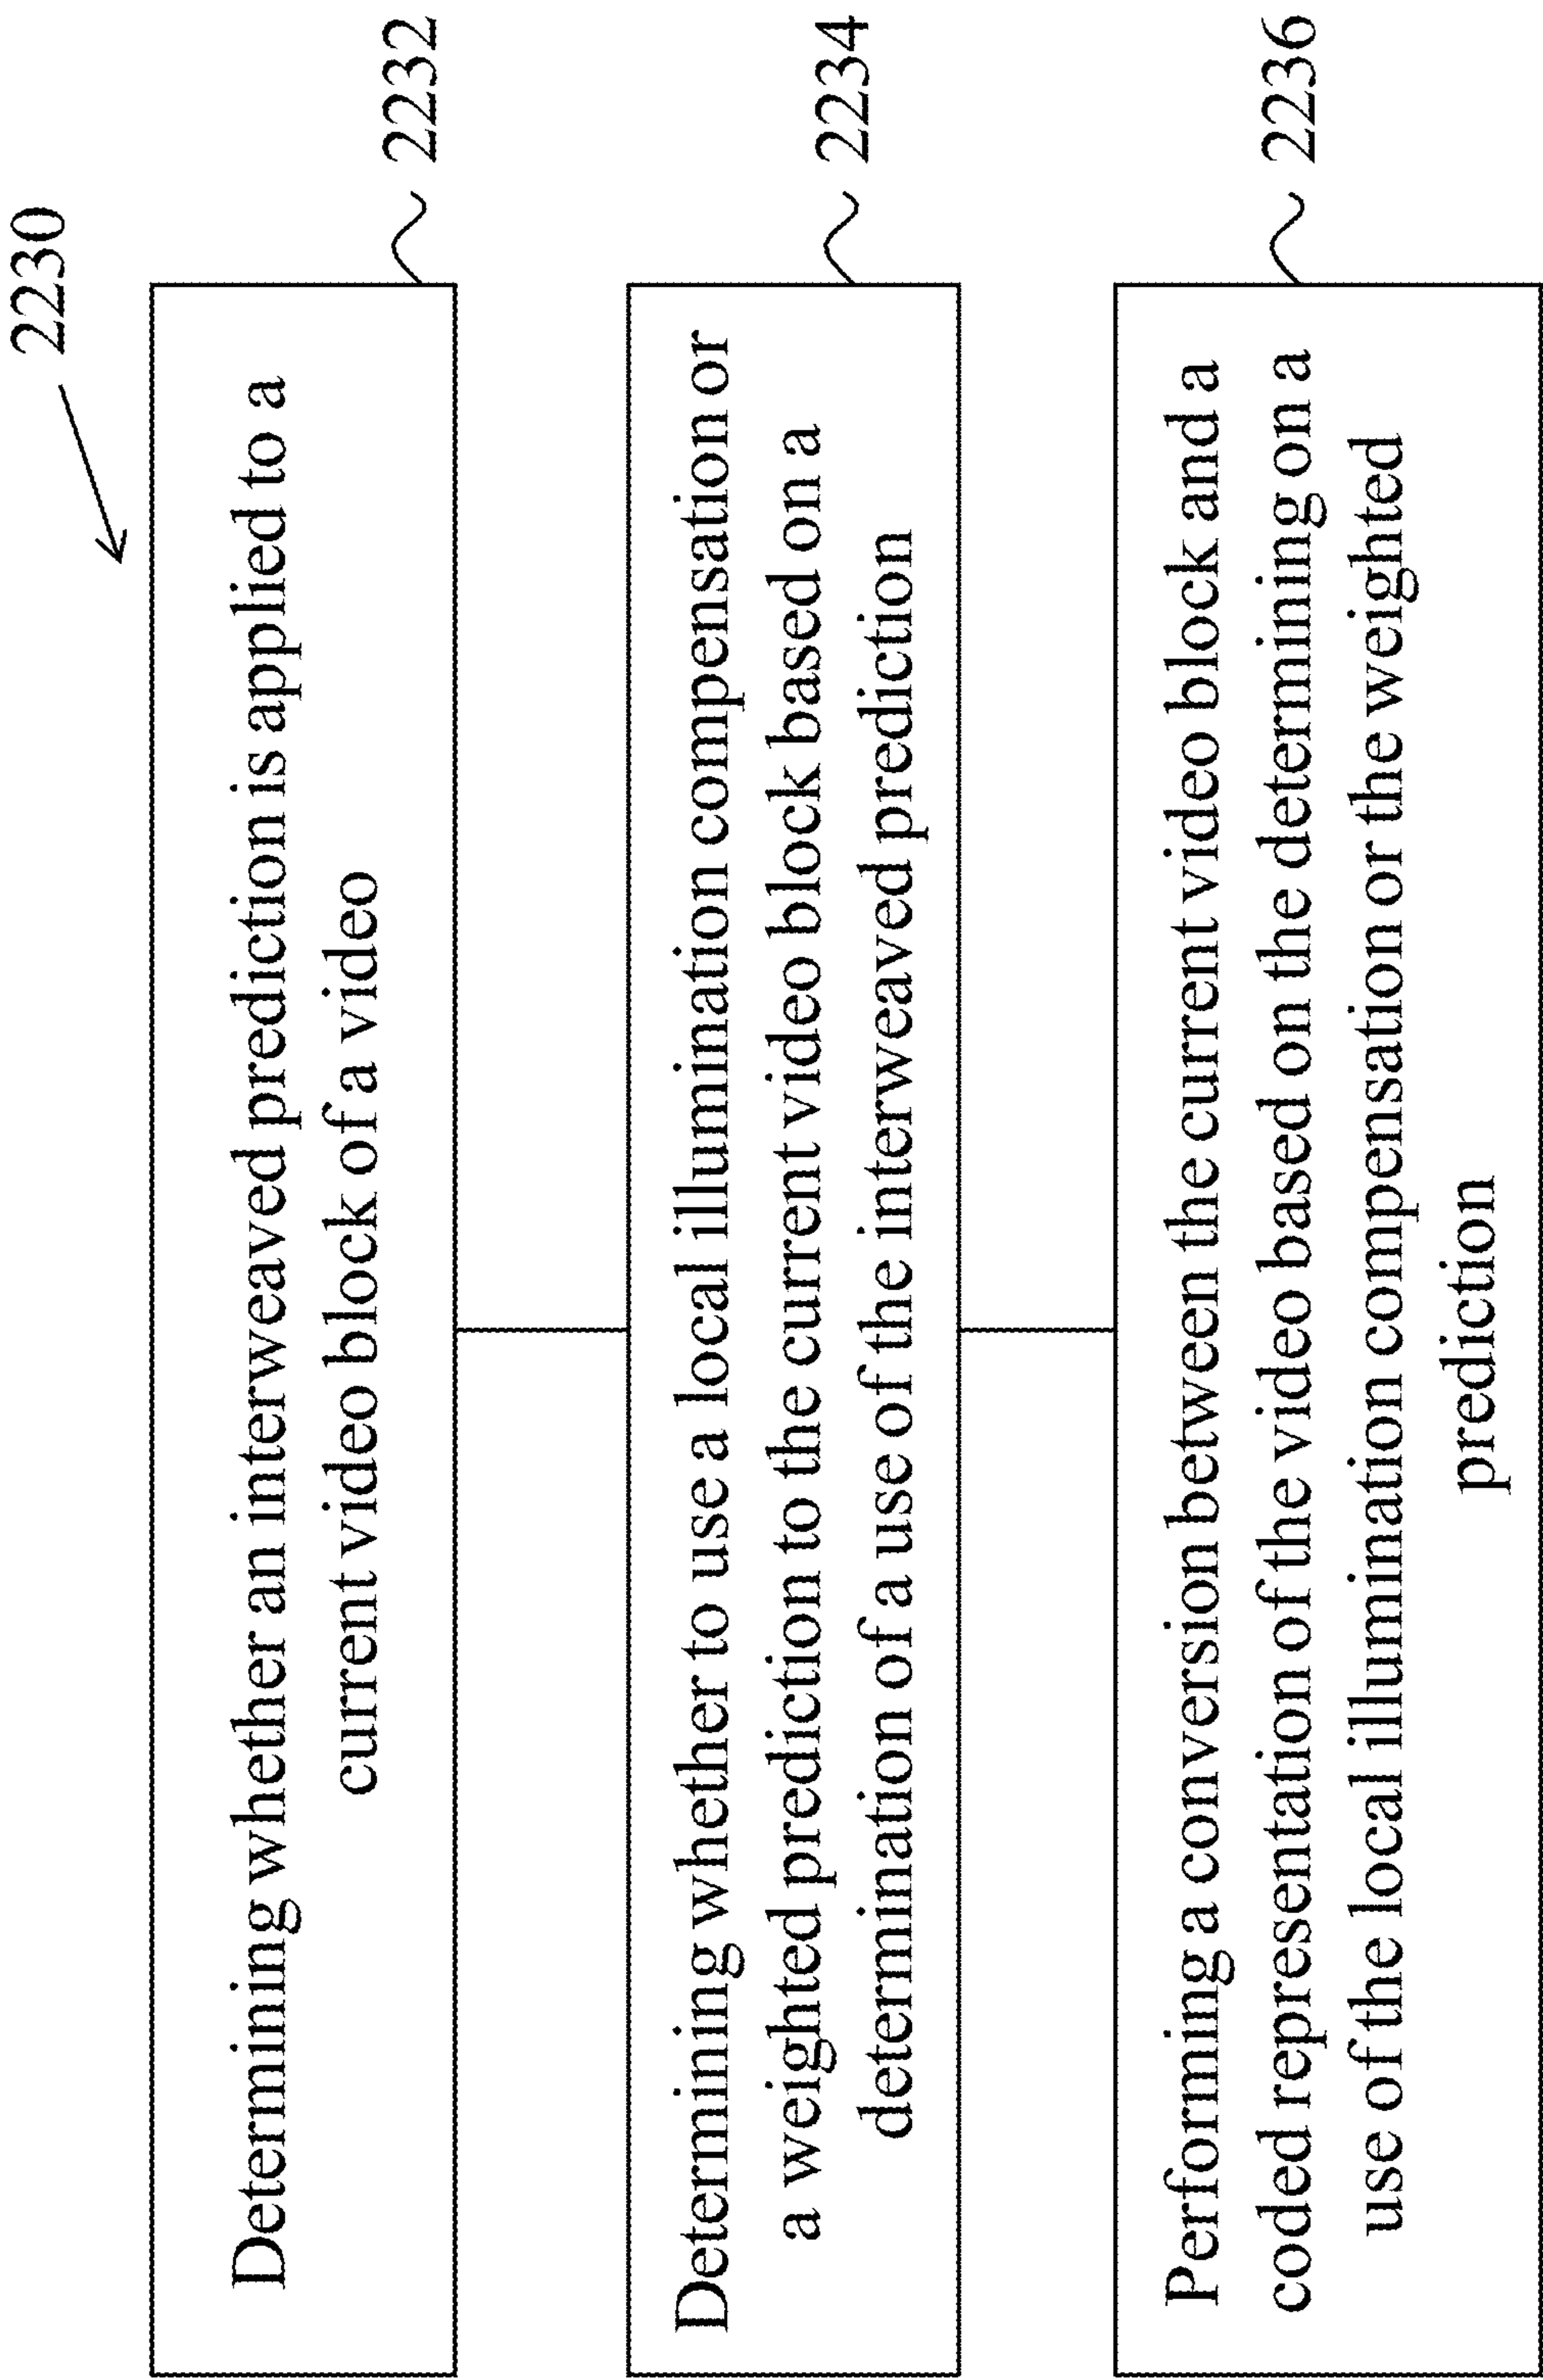 2230
Determining whether an interweaved prediction is applied to a
current video block of a video
2232
Determining whether to use a local illumination compensation or
a weighted prediction to the current video block based on a
determination of a use of the interweaved prediction
2234
Performing a conversion between the current video block and a
coded representation of the video based on the determining on a
use of the local illumination compensation or the weighted
prediction
2236